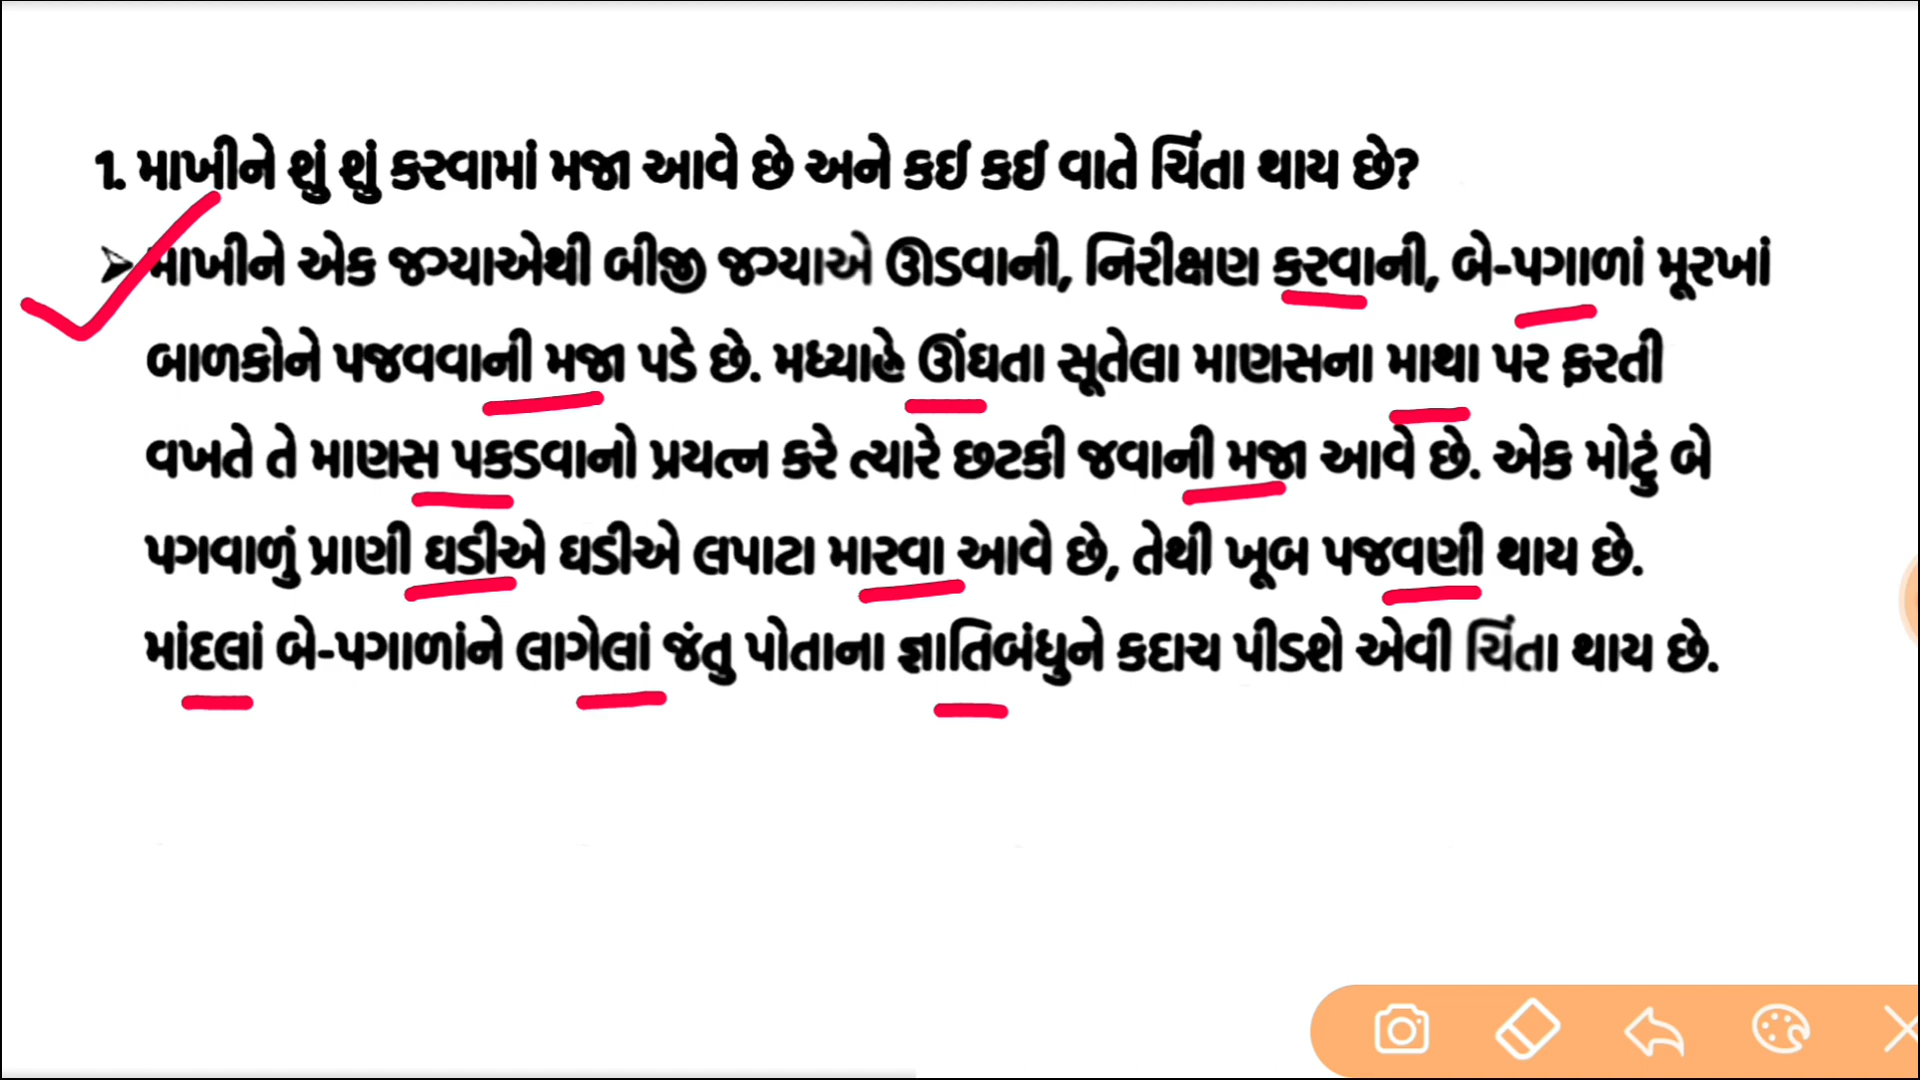 1. માખીને શું શું કરવામાં મજા આવે છે અને કઈ કઈ વાતે ચિંતા થાય છે?
➢ માખીને એક જગ્યાએથી બીજી જગ્યાએ ઊડવાની, નિરીક્ષણ કરવાની, બે-પગાળાં મૂરખાં
બાળકોને પજવવાની મજા પડે છે. મધ્યાહે ઊંઘતા સૂતેલા માણસના માથા પર ફરતી
વખતે તે માણસ પકડવાનો પ્રયત્ન કરે ત્યારે છટકી જવાની મજા આવે છે. એક મોટું બે
પગવાળું પ્રાણી ઘડીએ ઘડીએ લપાટા મારવા આવે છે, તેથી ખૂબ પજવણી થાય છે.
માંદલાં બે-પગાળાંને લાગેલાં જંતુ પોતાના જ્ઞાતિબંધુને કદાચ પીડશે એવી ચિંતા થાય છે.